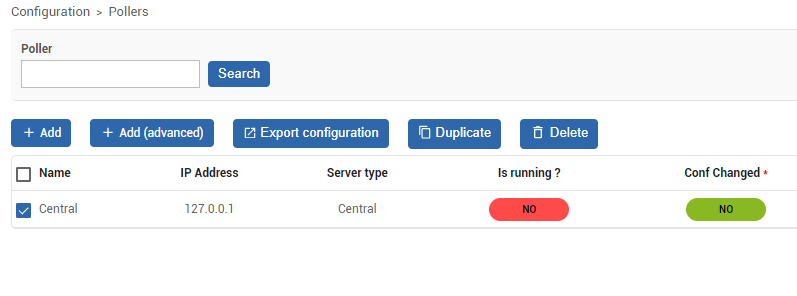 Configuration > Pollers
Poller
Search
Add Add (advanced) Export configuration Duplicate Delete
Name IP Address Server type Is running ? Conf Changed *
Central 127.0.0.1 Central NO NO